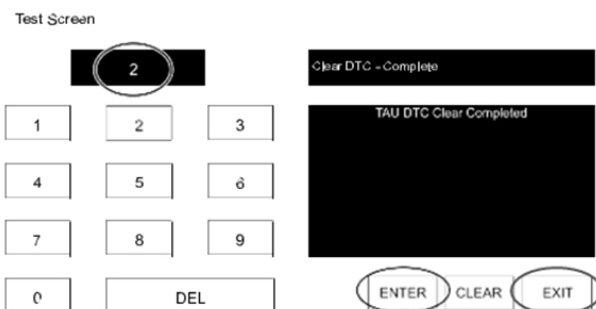 Test Screen
2
Clear DTC - Complete
TAU DTC Clear Completed
1 2 3
4 5 6
7 8 9
0 DEL
ENTER CLEAR EXIT